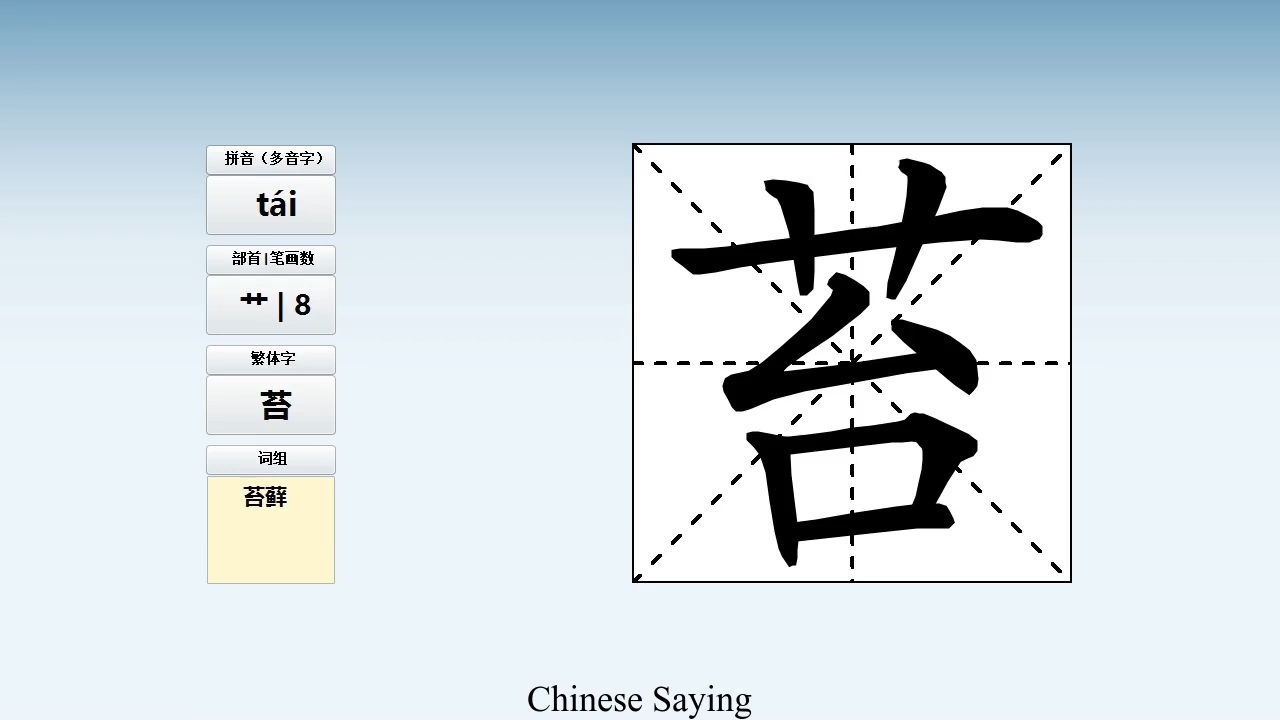 拼音（多音字）
tái
部首|笔画数
艹 | 8
繁体字
苔
词组
苔藓
苔
Chinese Saying